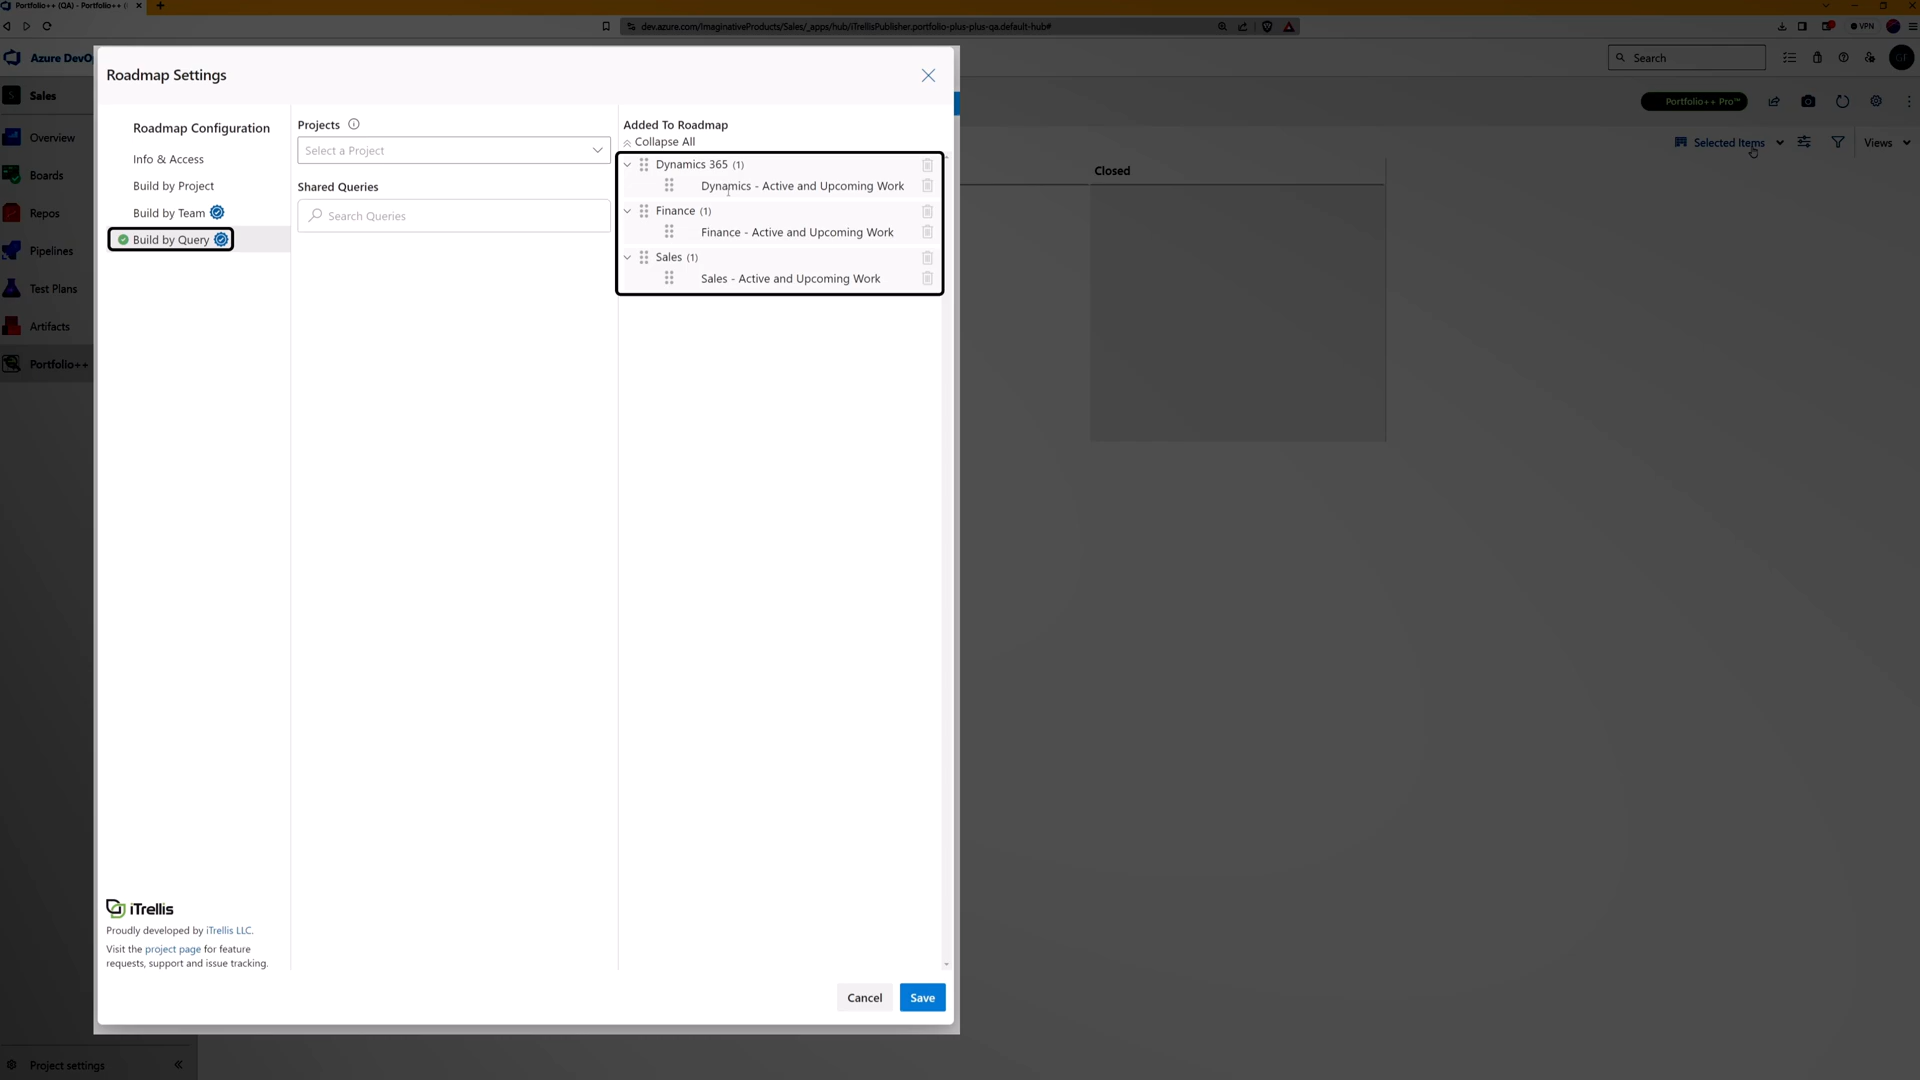 Portfolio++ (QA) - Portfolio++ (
dev.azure.com/ImaginativeProducts/Sales/_apps/hub/iTrellisPublisher.portfolio-plus-plus-qa.default-hub#
VPN
Azure DevO
Search
S
Sales
Portfolio++ Pro™
Overview
Boards
Repos
Pipelines
Test Plans
Artifacts
Portfolio++
Selected Items
Views
Closed
Roadmap Settings
Roadmap Configuration
Info & Access
Build by Project
Build by Team
Build by Query
Projects
Select a Project
Shared Queries
Search Queries
Added To Roadmap
Collapse All
Dynamics 365 (1)
Dynamics - Active and Upcoming Work
Finance (1)
Finance - Active and Upcoming Work
Sales (1)
Sales - Active and Upcoming Work
iTrellis
Proudly developed by iTrellis LLC.
Visit the project page for feature
requests, support and issue tracking.
Cancel
Save
Project settings